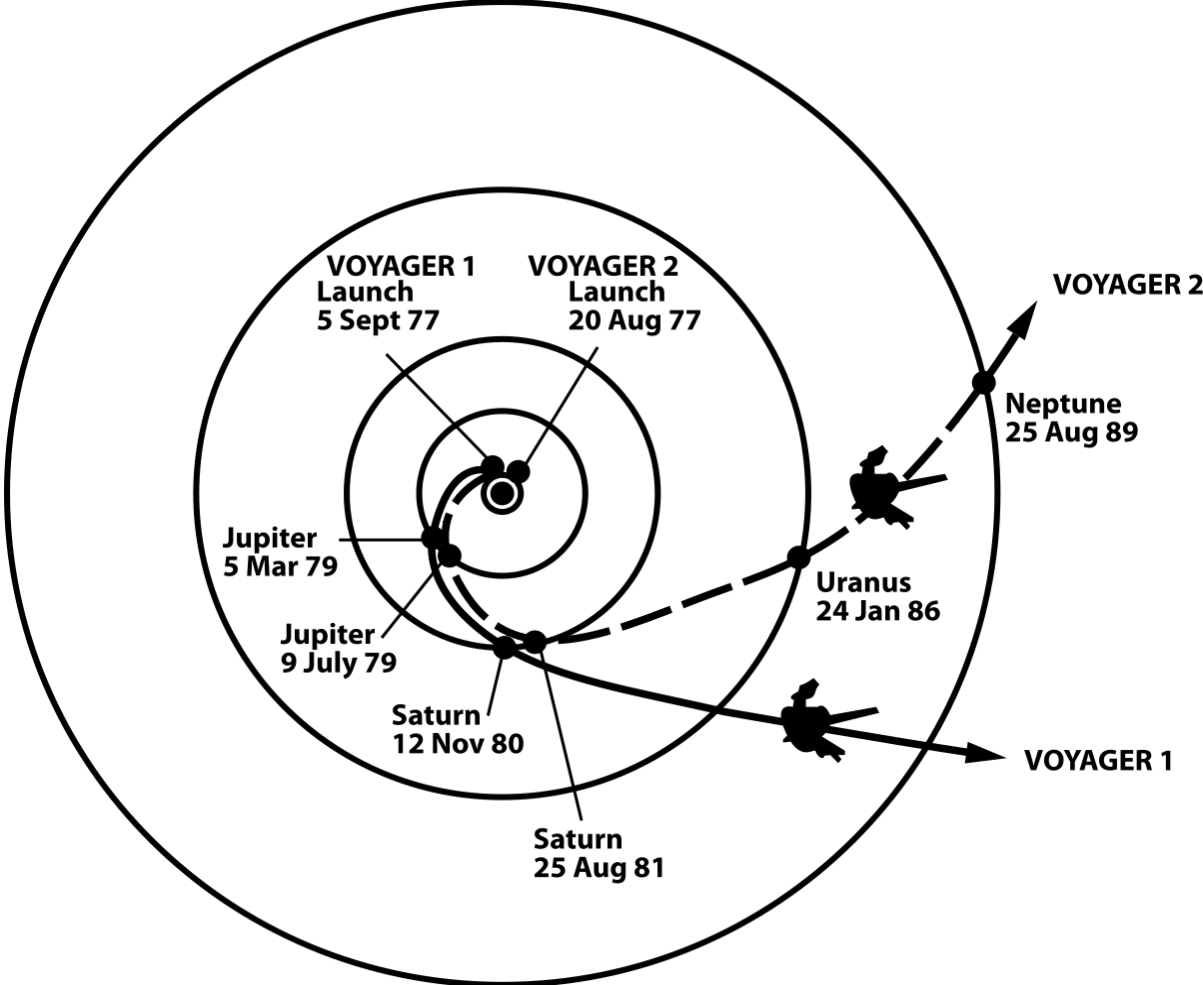 VOYAGER 1
Launch
5 Sept 77
VOYAGER 2
Launch
20 Aug 77
VOYAGER 2
Neptune
25 Aug 89
Jupiter
5 Mar 79
Uranus
24 Jan 86
Jupiter
9 July 79
Saturn
12 Nov 80
VOYAGER 1
Saturn
25 Aug 81